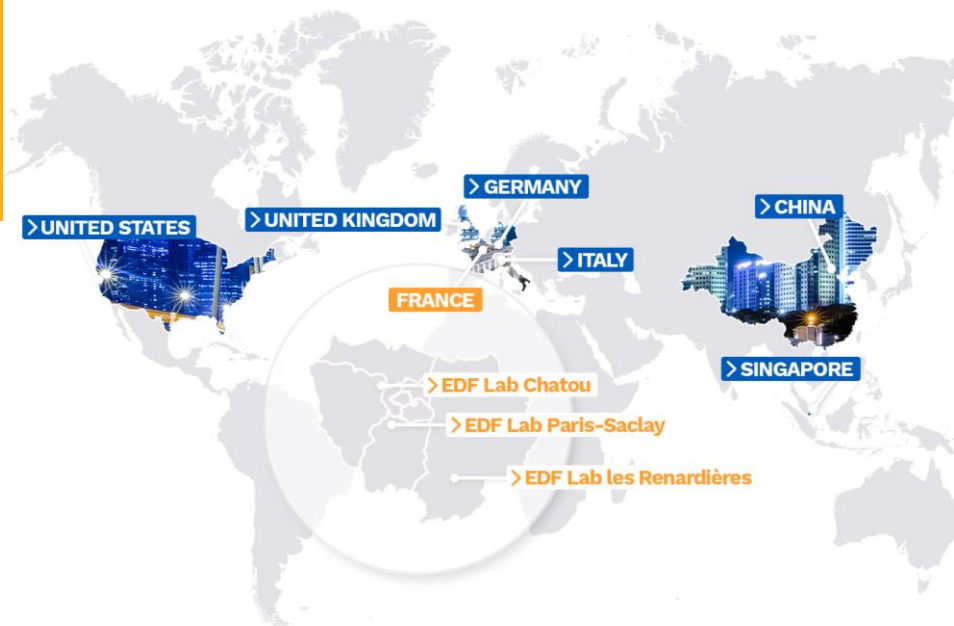 > GERMANY
> UNITED STATES
> UNITED KINGDOM
> CHINA
> ITALY
FRANCE
> SINGAPORE
> EDF Lab Chatou
> EDF Lab Paris-Saclay
> EDF Lab les Renardières